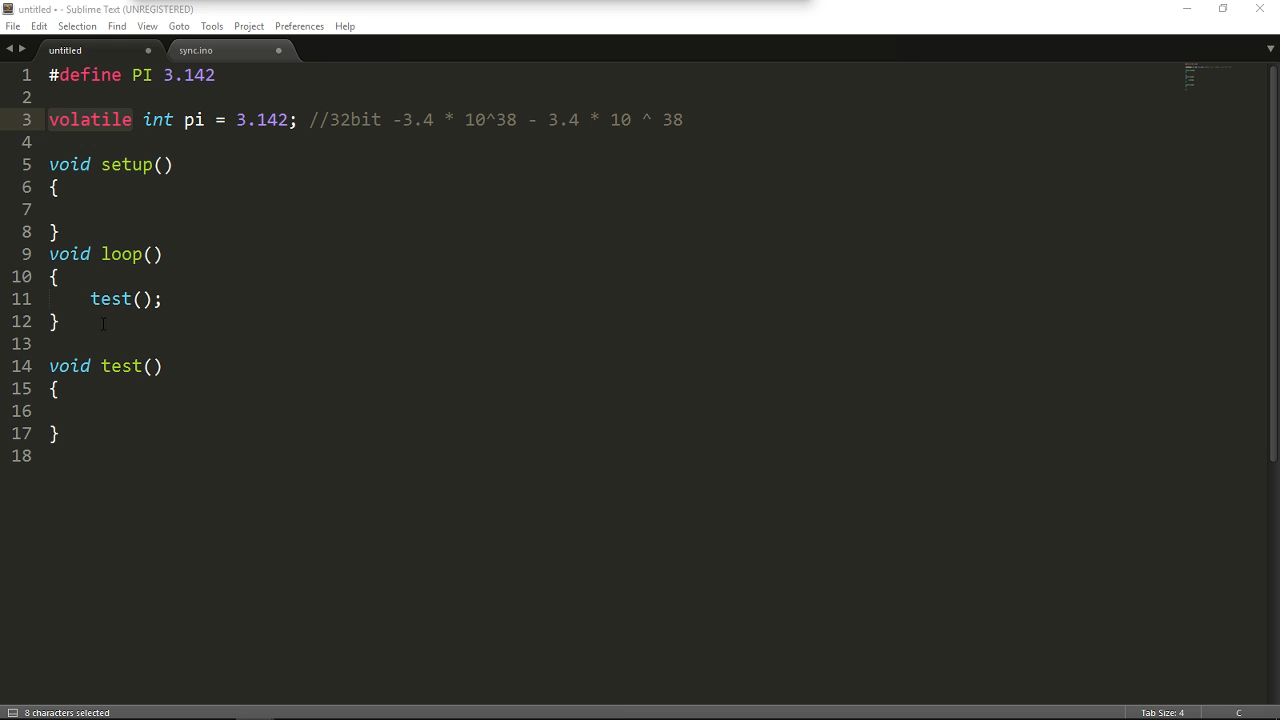 untitled • - Sublime Text (UNREGISTERED)
File Edit Selection Find View Goto Tools Project Preferences Help
untitled sync.ino
1 #define PI 3.142
2
3 volatile int pi = 3.142; //32bit -3.4 * 10^38 - 3.4 * 10 ^ 38
4
5 void setup()
6 {
7
8 }
9 void loop()
10 {
11 test();
12 }
13
14 void test()
15 {
16
17 }
18
8 characters selected Tab Size: 4 C